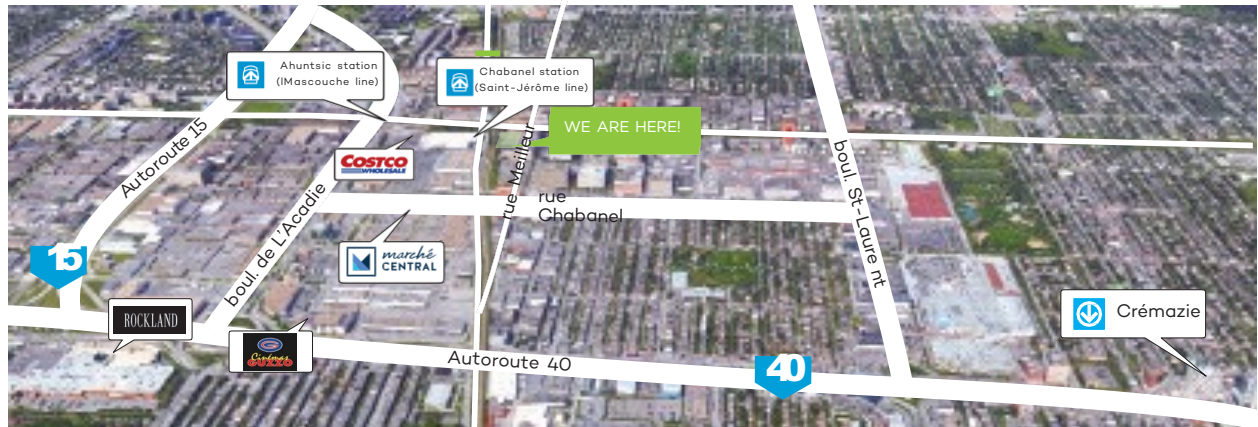 Ahuntsic station
(IMascouche line)
Chabanel station
(Saint-Jérôme line)
WE ARE HERE!
Autoroute 15
COSTCO
WHOLESALE
rue Meilleur
boul. St-Laure nt
boul. de L'Acadie
rue
Chabanel
marché
CENTRAL
15
ROCKLAND
Crémazie
G
Cinémas
GUZZO
Autoroute 40
40